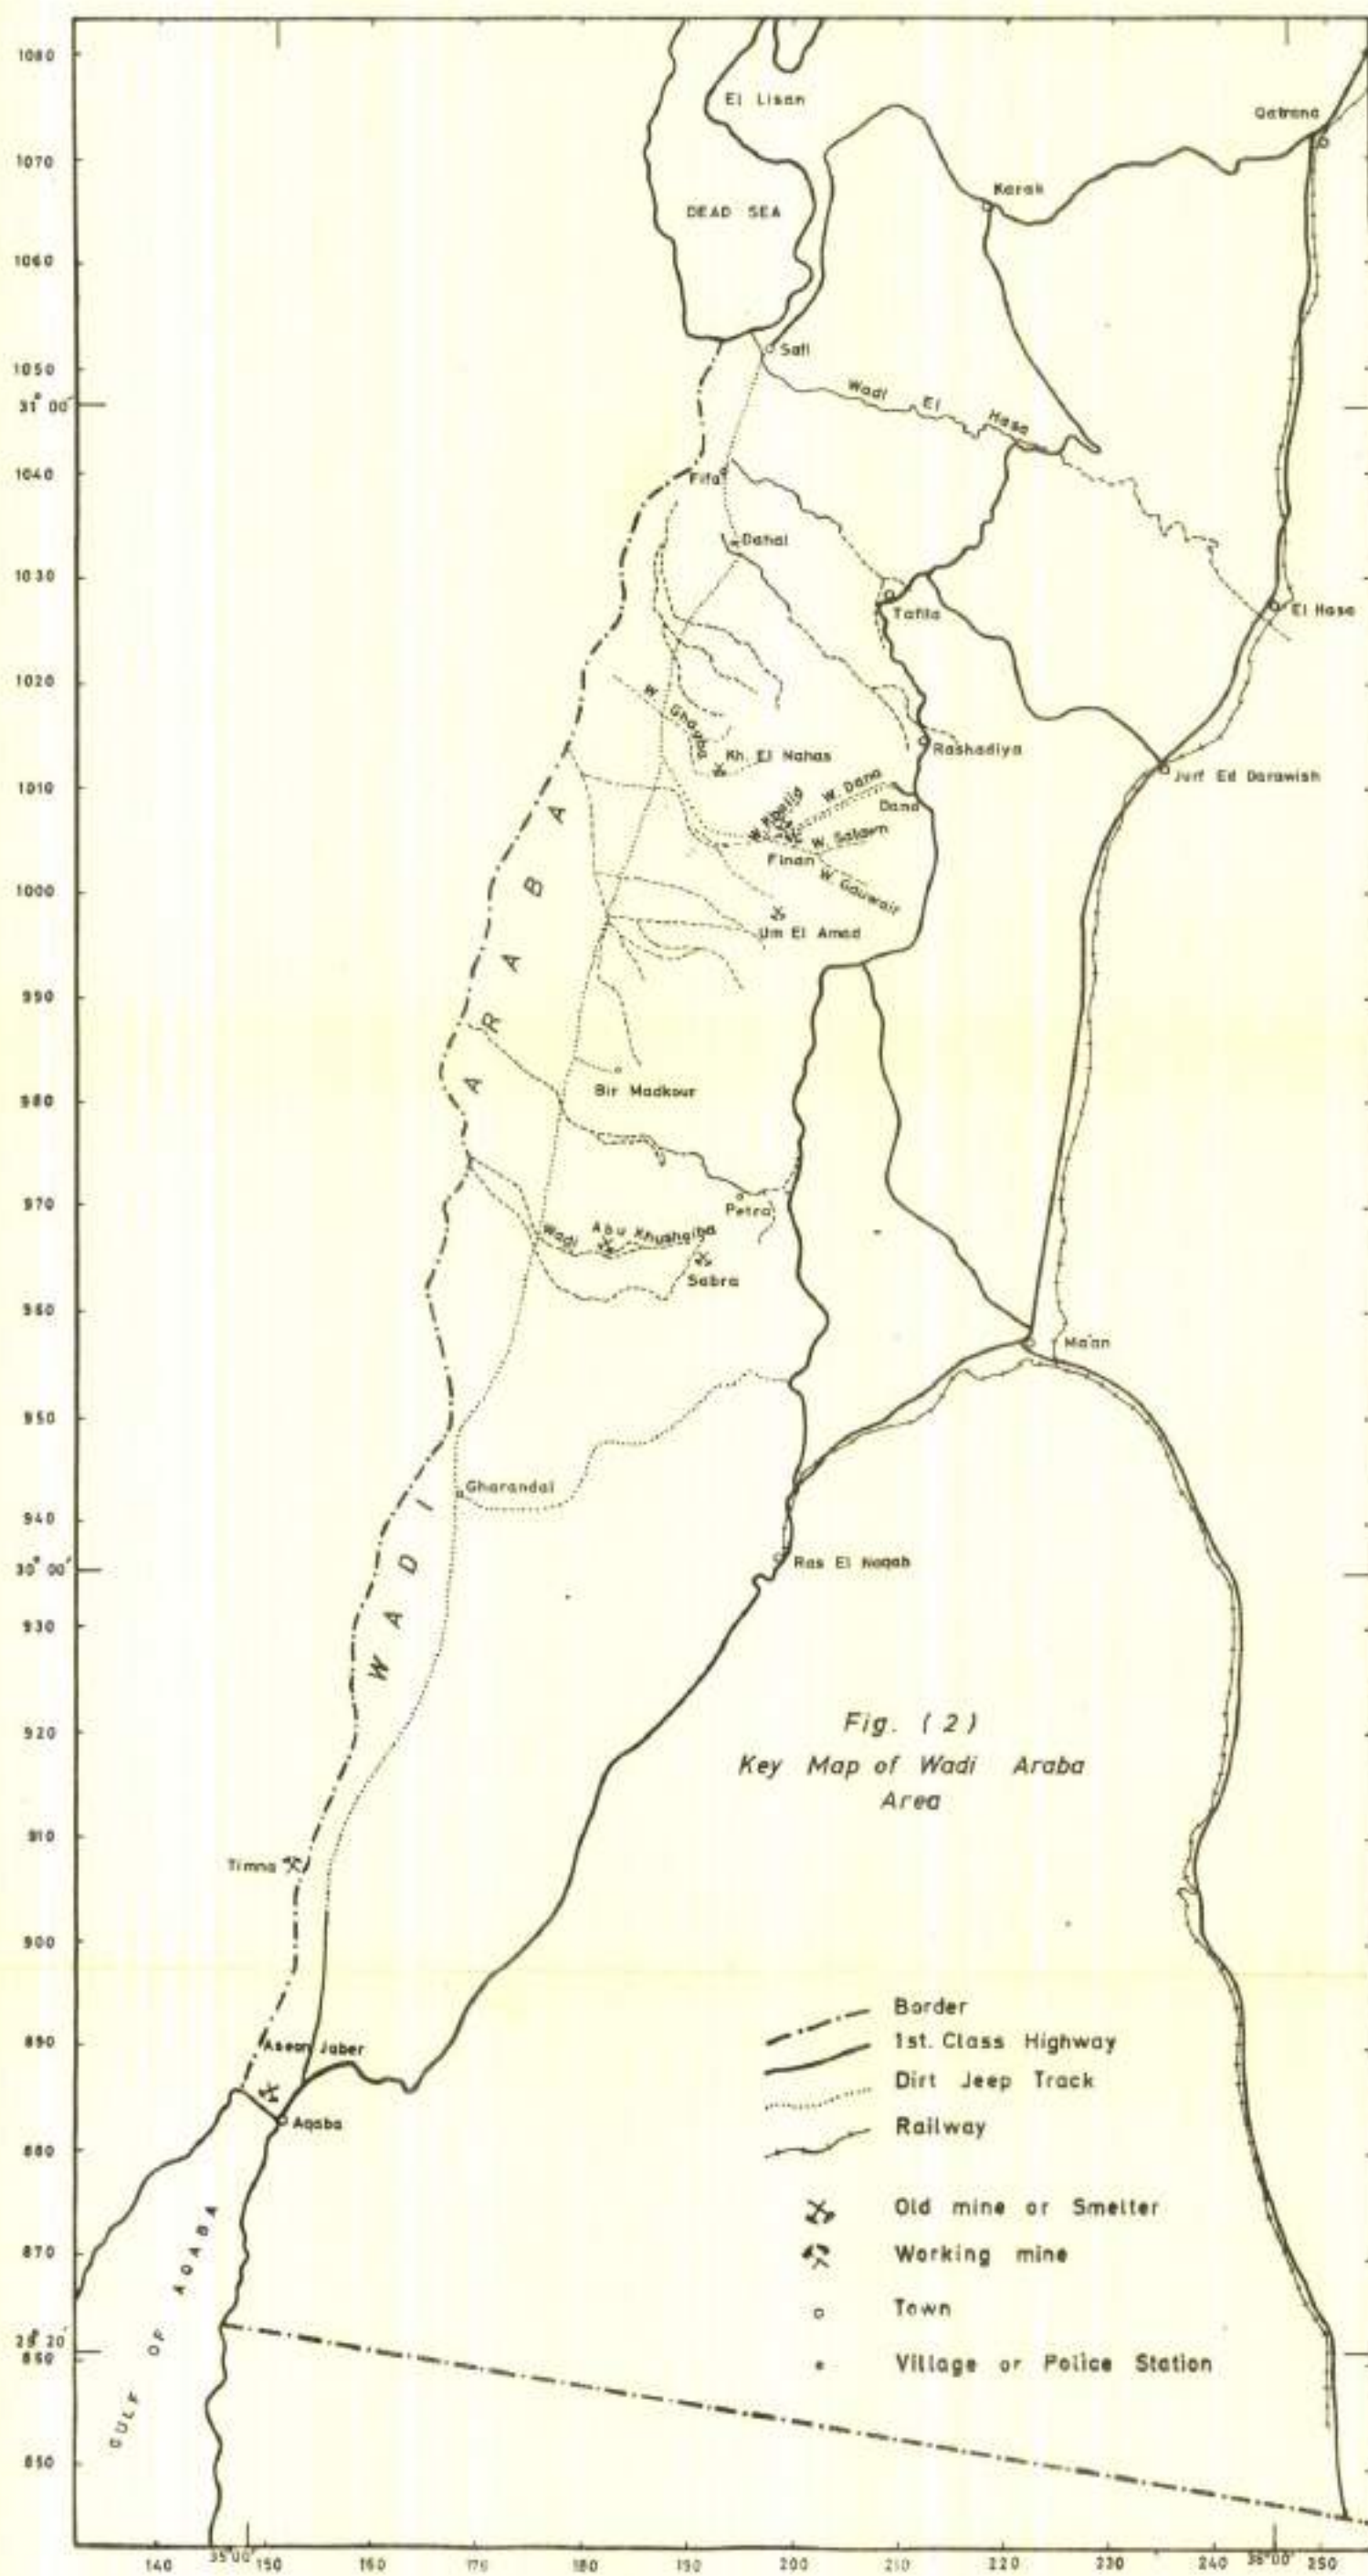 1080
El Lisan
Qatrana
1070
Karak
DEAD SEA
1060
1050
Safi
31° 00'
Wadi El Hasa
1040
Fifa
Dahal
1030
Tafila
El Hasa
1020
W. Ghuaba
Rashadiya
Kh. El Nahas
Jurf Ed Darawish
1010
W. Dana
W. Khalid
Dana
W. Salawn
Finan
W. Gauwaif
1000
Um El Amad
990
Bir Madkour
980
970
Petra
Wadi Abu Khushaiba
Sabra
960
Ma'an
950
Gharandal
940
30° 00'
Ras El Naqab
930
WADI ARABA
920
Fig. (2)
Key Map of Wadi Araba
Area
910
Timna
900
890
Border
1st. Class Highway
Aseon Jaber
Dirt Jeep Track
Aqaba
Railway
880
Old mine or Smelter
870
Working mine
GULF OF AQABA
Town
29° 20'
860
Village or Police Station
850
140 35°00' 150 160 170 180 190 200 210 220 230 240 36°00' 250